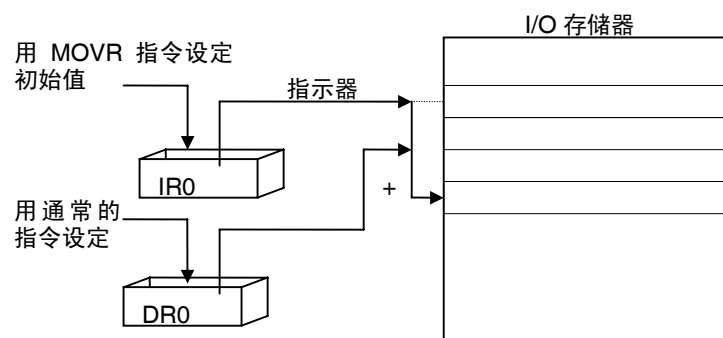 I/O 存储器
用 MOVR 指令设定
初始值
指示器
IR0
+
用通常的
指令设定
DR0